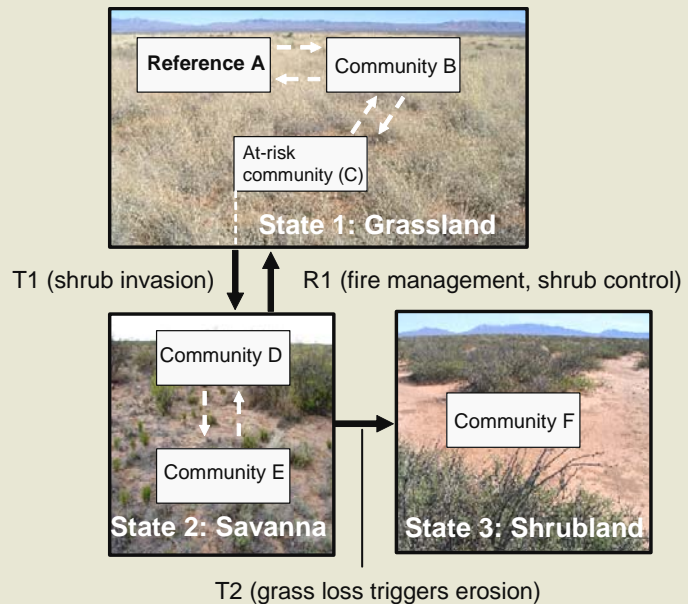 Reference A
Community B
At-risk
community (C)
State 1: Grassland
T1 (shrub invasion)
R1 (fire management, shrub control)
Community D
Community E
State 2: Savanna
Community F
State 3: Shrubland
T2 (grass loss triggers erosion)